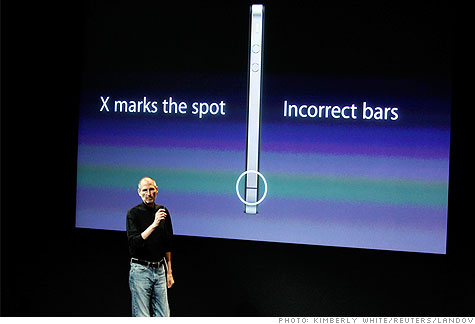 X marks the spot
Incorrect bars
PHOTO: KIMBERLY WHITE/REUTERS/LANDOV